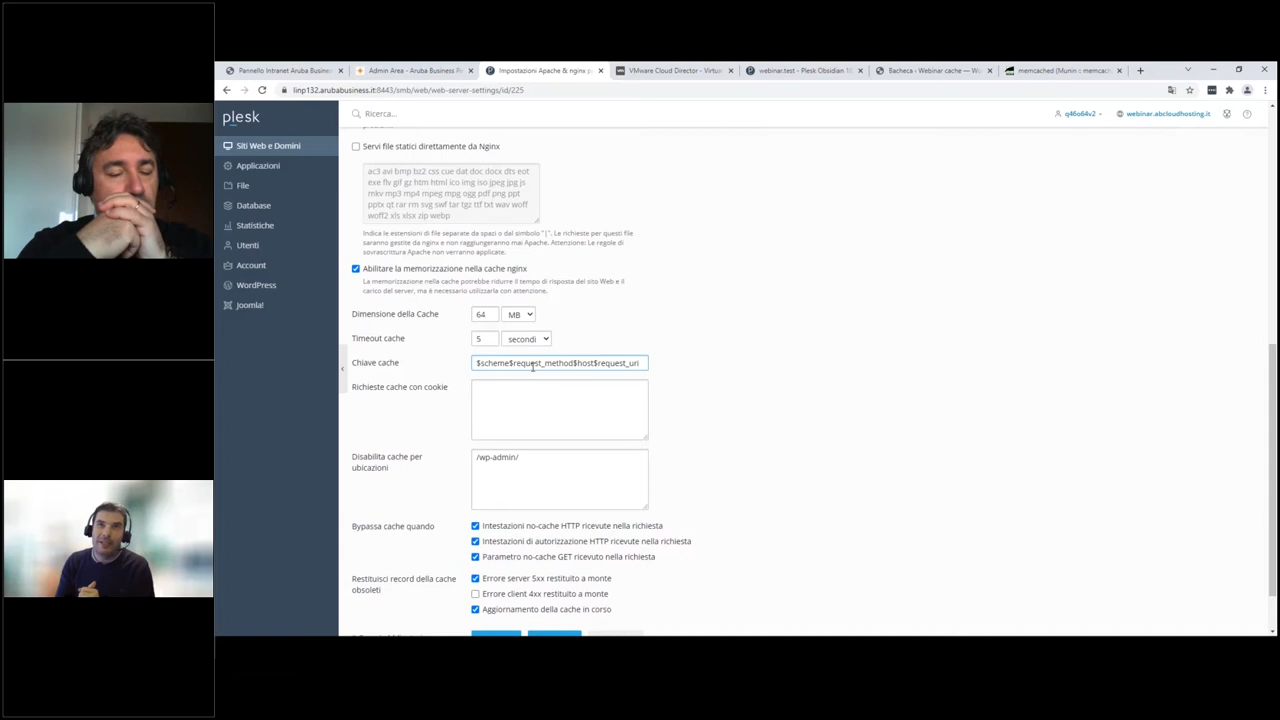 Pannello Intranet Aruba Busines
Admin Area - Aruba Business Pi
Impostazioni Apache & nginx p
VMware Cloud Director - Virtu
webinar.test - Plesk Obsidian 18
Bacheca ‹ Webinar cache — W
memcached (Munin :: memcac
linp132.arubabusiness.it:8443/smb/web/web-server-settings/id/225
plesk
Ricerca...
q46o64v2
webinar.abcloudhosting.it
Siti Web e Domini
Applicazioni
File
Database
Statistiche
Utenti
Account
WordPress
Joomla!
Servi file statici direttamente da Nginx
ac3 avi bmp bz2 css cue dat doc docx dts eot
exe flv gif gz htm html ico img iso jpeg jpg js
mkv mp3 mp4 mpeg mpg ogg pdf png ppt
pptx qt rar rm svg swf tar tgz ttf txt wav woff
woff2 xls xlsx zip webp
Indica le estensioni di file separate da spazi o dal simbolo "|". Le richieste per questi file
saranno gestite da nginx e non raggiungeranno mai Apache. Attenzione: Le regole di
sovrascrittura Apache non verranno applicate.
Abilitare la memorizzazione nella cache nginx
La memorizzazione nella cache potrebbe ridurre il tempo di risposta del sito Web e il
carico del server, ma è necessario utilizzarla con attenzione.
Dimensione della Cache 64 MB
Timeout cache 5 secondi
Chiave cache $scheme$request_method$host$request_uri
Richieste cache con cookie
Disabilita cache per
ubicazioni
/wp-admin/
Bypassa cache quando
Intestazioni no-cache HTTP ricevute nella richiesta
Intestazioni di autorizzazione HTTP ricevute nella richiesta
Parametro no-cache GET ricevuto nella richiesta
Restituisci record della cache
obsoleti
Errore server 5xx restituito a monte
Errore client 4xx restituito a monte
Aggiornamento della cache in corso